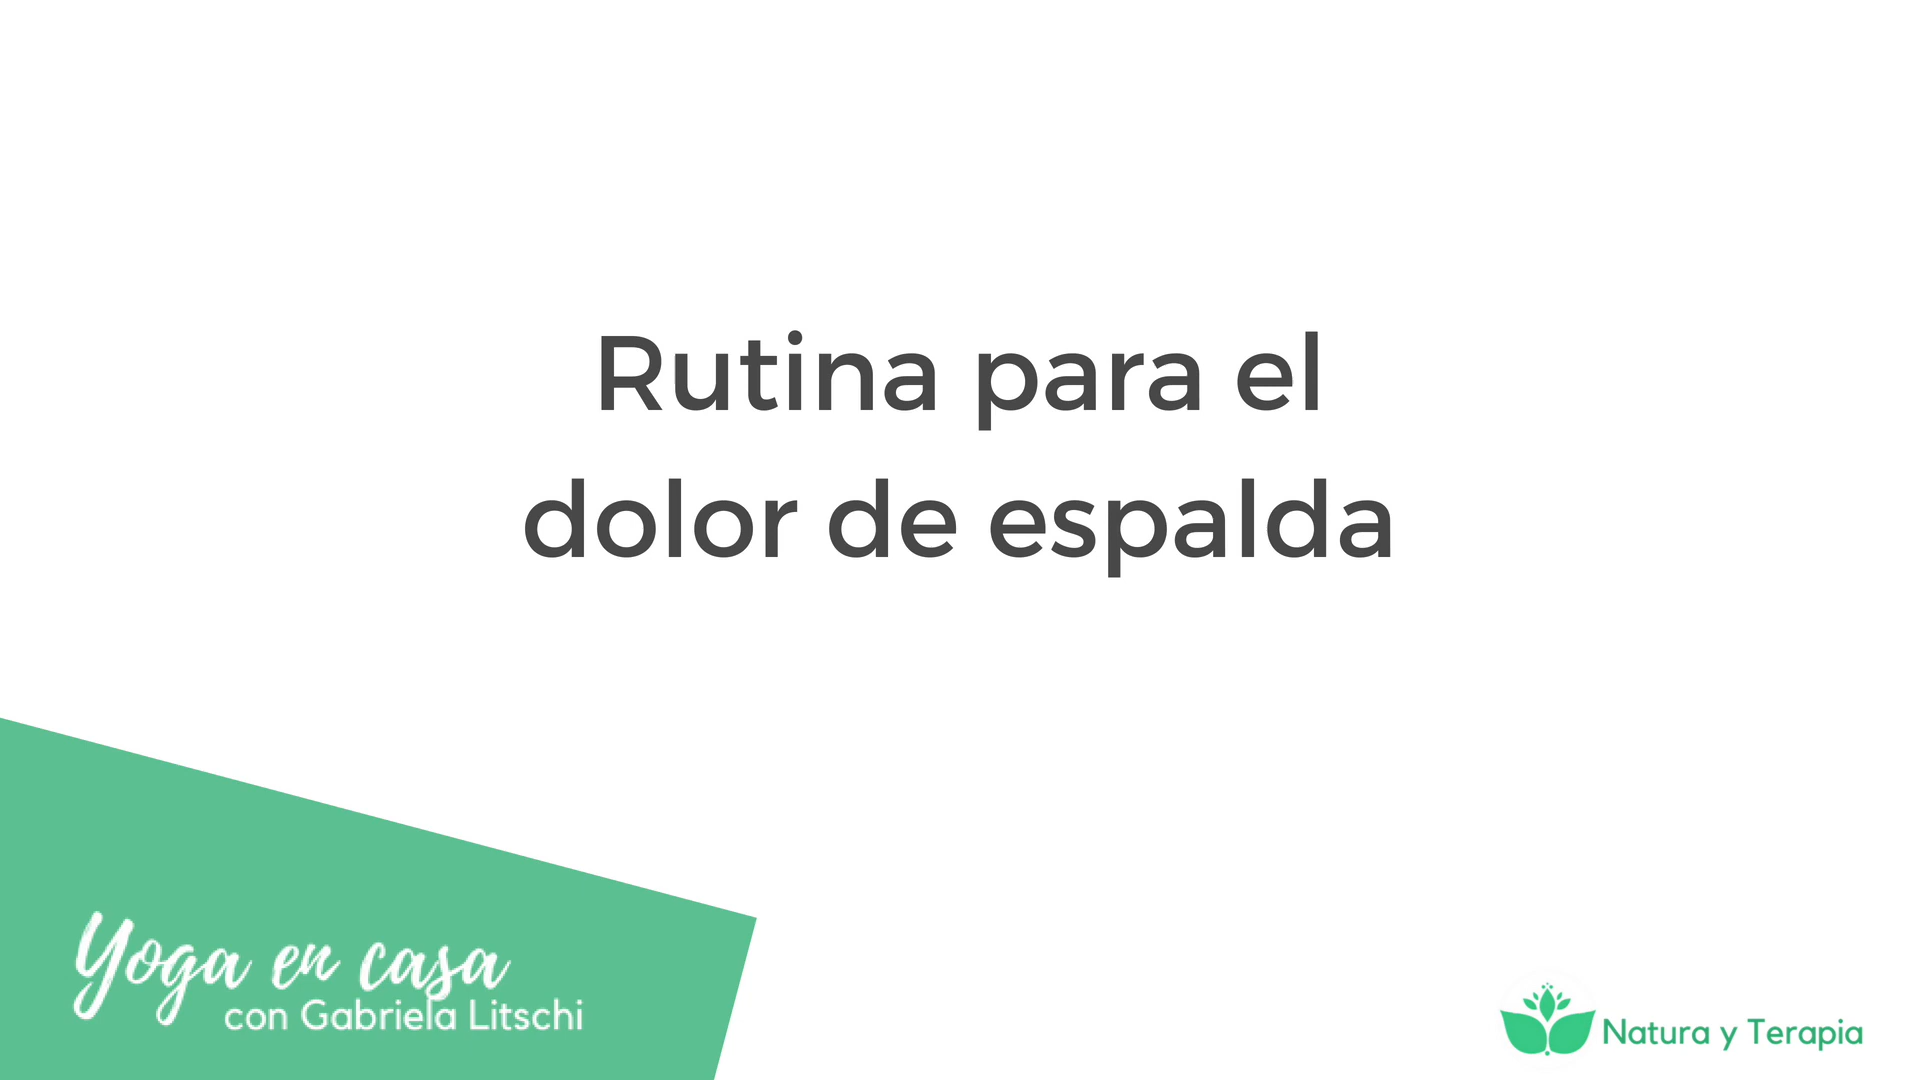 Rutina para el
dolor de espalda
Yoga en casa
con Gabriela Litschi
Natura y Terapia